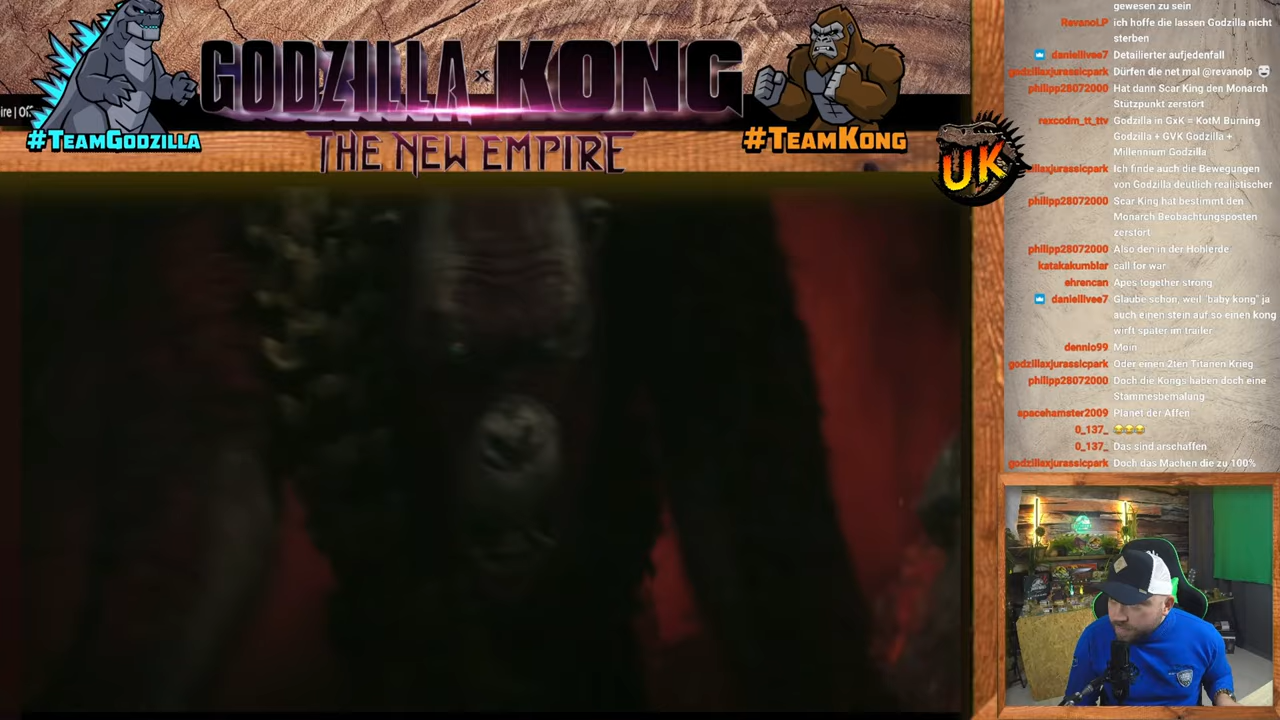 GODZILLA x KONG
THE NEW EMPIRE
#TEAMGODZILLA
#TEAMKONG
UK
gewesen zu sein
RevanoLP ich hoffe die lassen Godzilla nicht
sterben
daniellivee7 Detailierter aufjedenfall
godzillaxjurassicpark Dürfen die net mal @revanolp
philipp28072000 Hat dann Scar King den Monarch
Stützpunkt zerstört
raxcodm_tt_ttv Godzilla in GxK = KotM Burning
Godzilla + GVK Godzilla +
Millennium Godzilla
illaxjurassicpark Ich finde auch die Bewegungen
von Godzilla deutlich realistischer
philipp28072000 Scar King hat bestimmt den
Monarch Beobachtungsposten
zerstört
philipp28072000 Also den in der Hohlerde
katakakumblar call for war
ehrencan Apes together strong
daniellivee7 Glaube schon, weil "baby kong" ja
auch einen stein auf so einen kong
wirft später im trailer
dennio99 Moin
godzillaxjurassicpark Oder einen 2ten Titanen Krieg
philipp28072000 Doch die Kongs haben doch eine
Stammesbemalung
spacehamster2009 Planet der Affen
0_137_ 😂😂😂
0_137_ Das sind arschaffen
godzillaxjurassicpark Doch das Machen die zu 100%